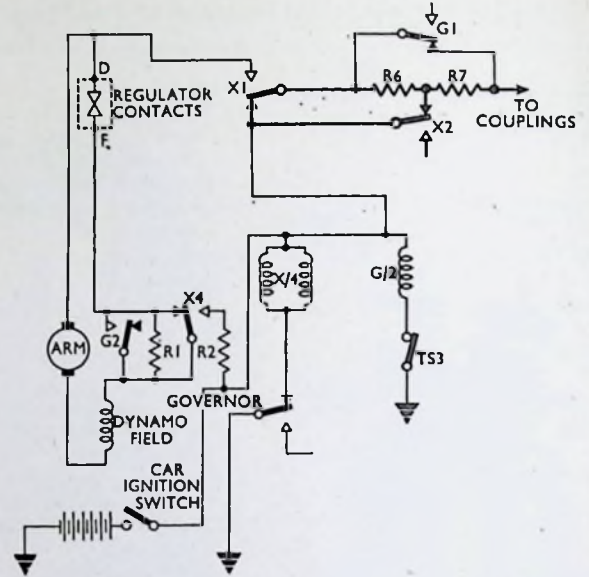 G1
X1
R6
R7
TO
COUPLINGS
X2
D
REGULATOR
CONTACTS
F
X/4
G/2
X4
G2
R1
R2
TS3
ARM
GOVERNOR
DYNAMO
FIELD
CAR
IGNITION
SWITCH